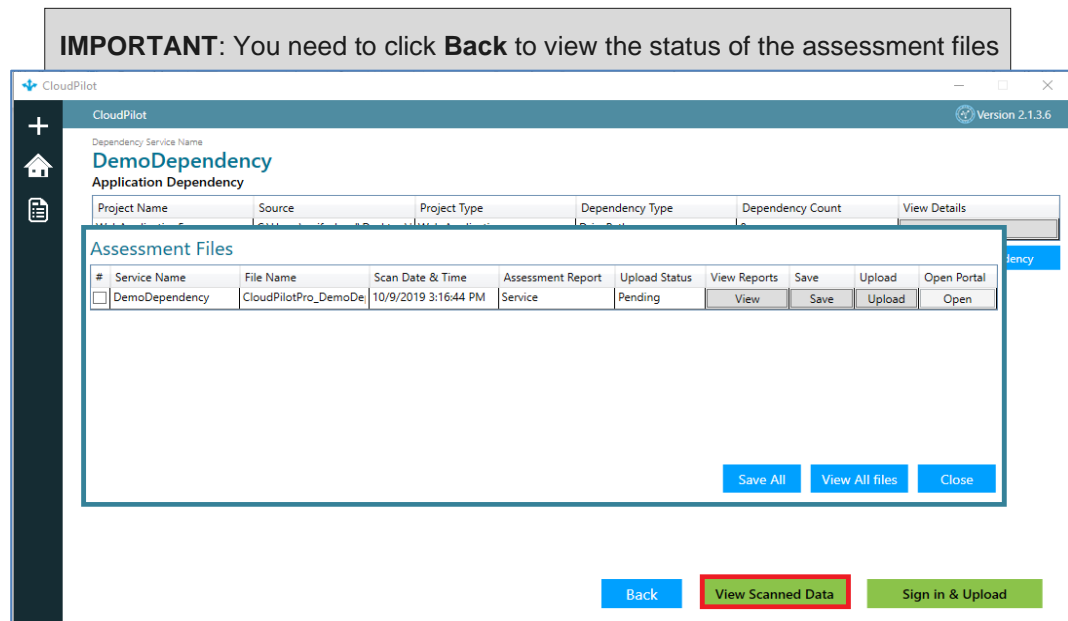 IMPORTANT: You need to click Back to view the status of the assessment files
CloudPilot
CloudPilot Version 2.1.3.6
Dependency Service Name
DemoDependency
Application Dependency
Project Name Source Project Type Dependency Type Dependency Count View Details
dency
Assessment Files
# Service Name File Name Scan Date & Time Assessment Report Upload Status View Reports Save Upload Open Portal
DemoDependency CloudPilotPro_DemoDe 10/9/2019 3:16:44 PM Service Pending View Save Upload Open
Save All View All files Close
Back View Scanned Data Sign in & Upload